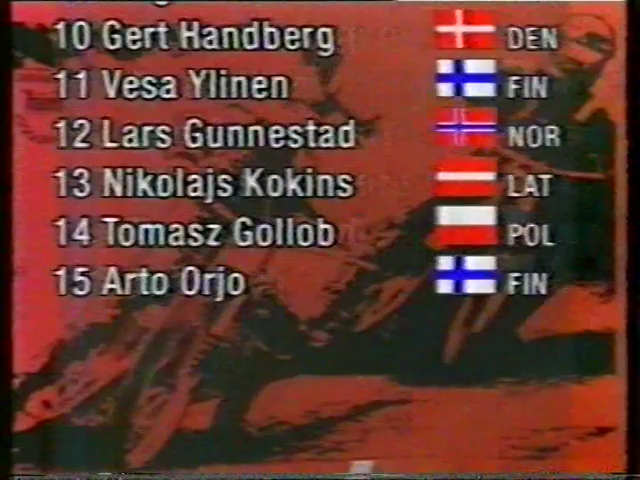 10 Gert Handberg DEN
11 Vesa Ylinen FIN
12 Lars Gunnestad NOR
13 Nikolajs Kokins LAT
14 Tomasz Gollob POL
15 Arto Orjo FIN